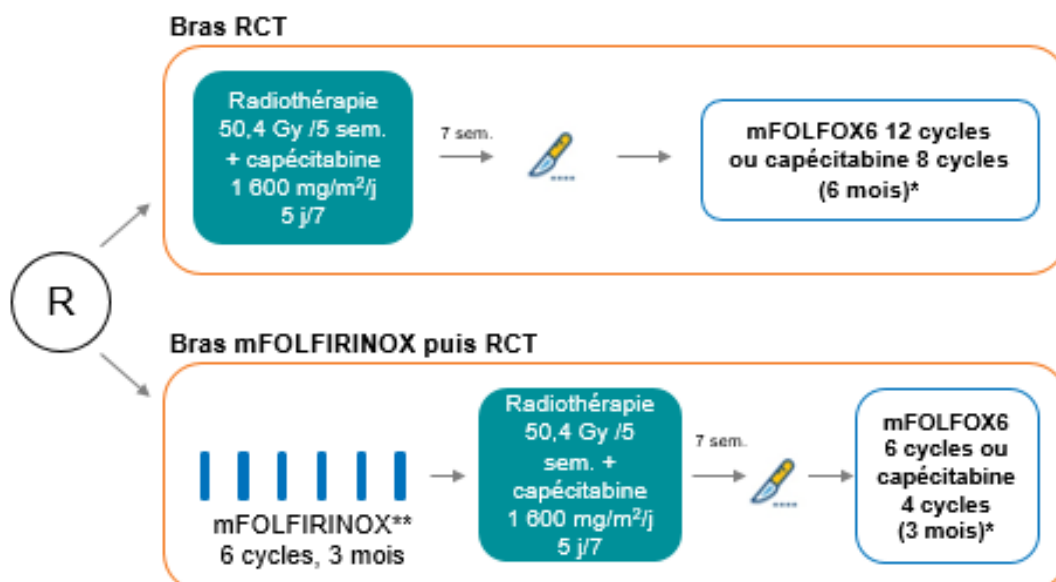 Bras RCT
Radiothérapie
50,4 Gy /5 sem.
+ capécitabine
1 600 mg/m²/j
5 j/7
7 sem.
mFOLFOX6 12 cycles
ou capécitabine 8 cycles
(6 mois)*
R
Bras mFOLFIRINOX puis RCT
mFOLFIRINOX**
6 cycles, 3 mois
Radiothérapie
50,4 Gy /5
sem. +
capécitabine
1 600 mg/m²/j
5 j/7
7 sem.
mFOLFOX6
6 cycles ou
capécitabine
4 cycles
(3 mois)*